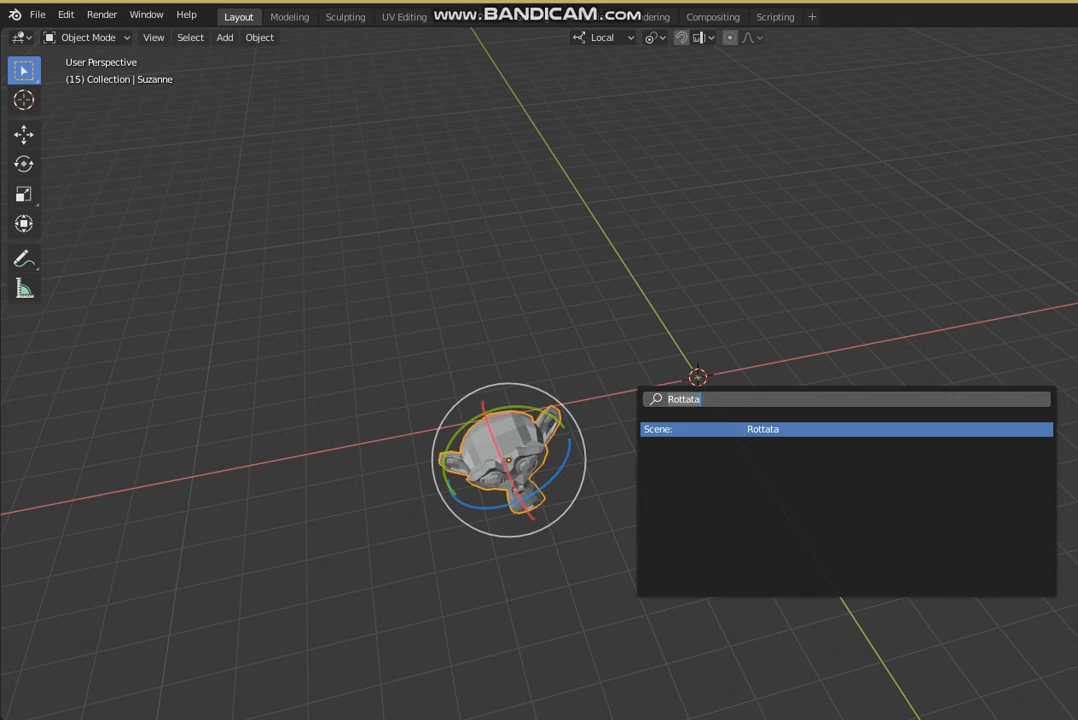 www.BANDICAM.com
File Edit Render Window Help Layout Modeling Sculpting UV Editing dering Compositing Scripting +
Object Mode View Select Add Object Local
User Perspective
(15) Collection | Suzanne
Rottata
Scene: Rottata